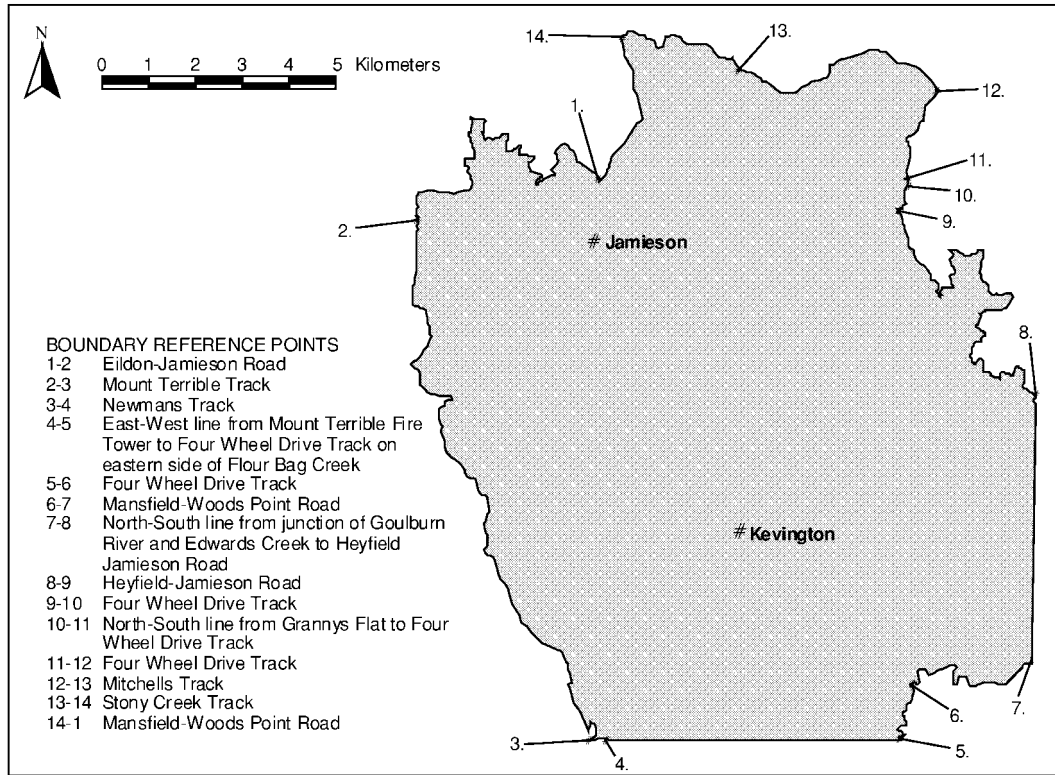 N
0 1 2 3 4 5 Kilometers
14.
13.
12.
1.
11.
10.
9.
2.
# Jamieson
8.
BOUNDARY REFERENCE POINTS
1-2 Eildon-Jamieson Road
2-3 Mount Terrible Track
3-4 Newmans Track
4-5 East-West line from Mount Terrible Fire
Tower to Four Wheel Drive Track on
eastern side of Flour Bag Creek
5-6 Four Wheel Drive Track
6-7 Mansfield-Woods Point Road
7-8 North-South line from junction of Goulburn
River and Edwards Creek to Heyfield
Jamieson Road
8-9 Heyfield-Jamieson Road
9-10 Four Wheel Drive Track
10-11 North-South line from Grannys Flat to Four
Wheel Drive Track
11-12 Four Wheel Drive Track
12-13 Mitchells Track
13-14 Stony Creek Track
14-1 Mansfield-Woods Point Road
# Kevington
6.
7.
3.
4.
5.